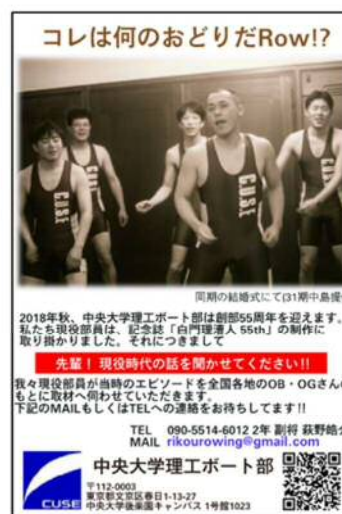 コレは何のおどりだRow!?
C.U.S.E
C.U.S.E
C.U.S.E
同期の結婚式にて(31期中島提
2018年秋、中央大学理工ボート部は創部55周年を迎えます。
私たち現役部員は、記念誌「白門理漕人 55th」の制作に
取り掛かりました。それにつきまして
先輩！現役時代の話を聞かせてください!!
我々現役部員が当時のエピソードを全国各地のOB・OGさんの
もとに取材へ伺わせていただきます。
下記のMAILもしくはTELへの連絡をお待ちしてます!!
TEL 090-5514-6012 2年 副将 萩野皓介
MAIL rikourowing@gmail.com
中央大学理工ボート部
〒112-0003
東京都文京区春日1-13-27
中央大学後楽園キャンパス 1号館1023
CUSE